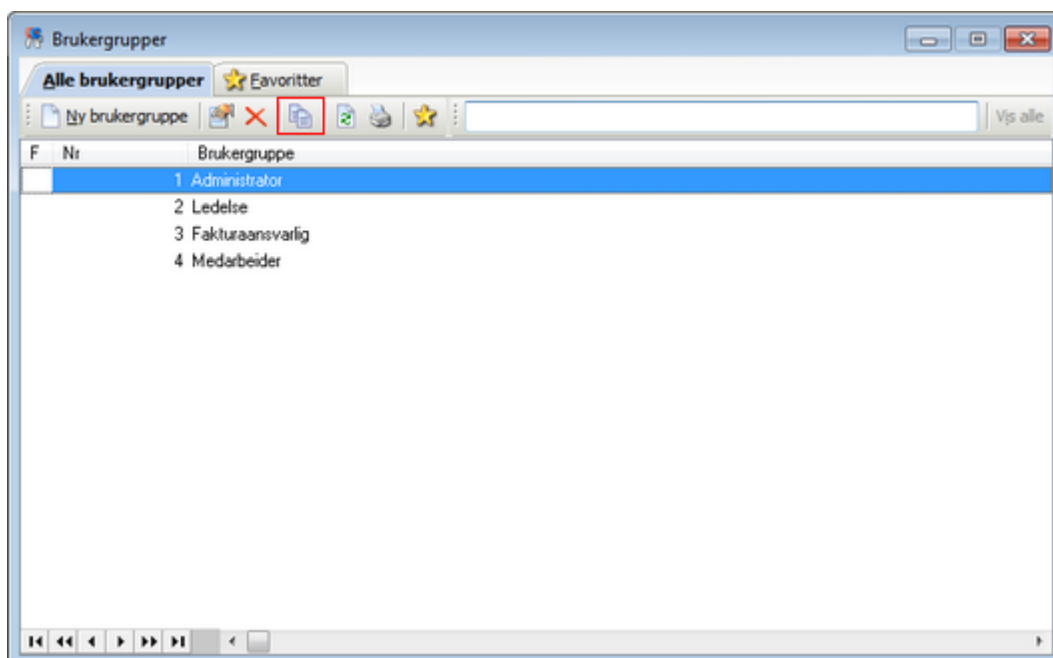 Brukergrupper
Alle brukergrupper Favoritter
Ny brukergruppe Vis alle
F Nr Brukergruppe
1 Administrator
2 Ledelse
3 Fakturaansvarlig
4 Medarbeider